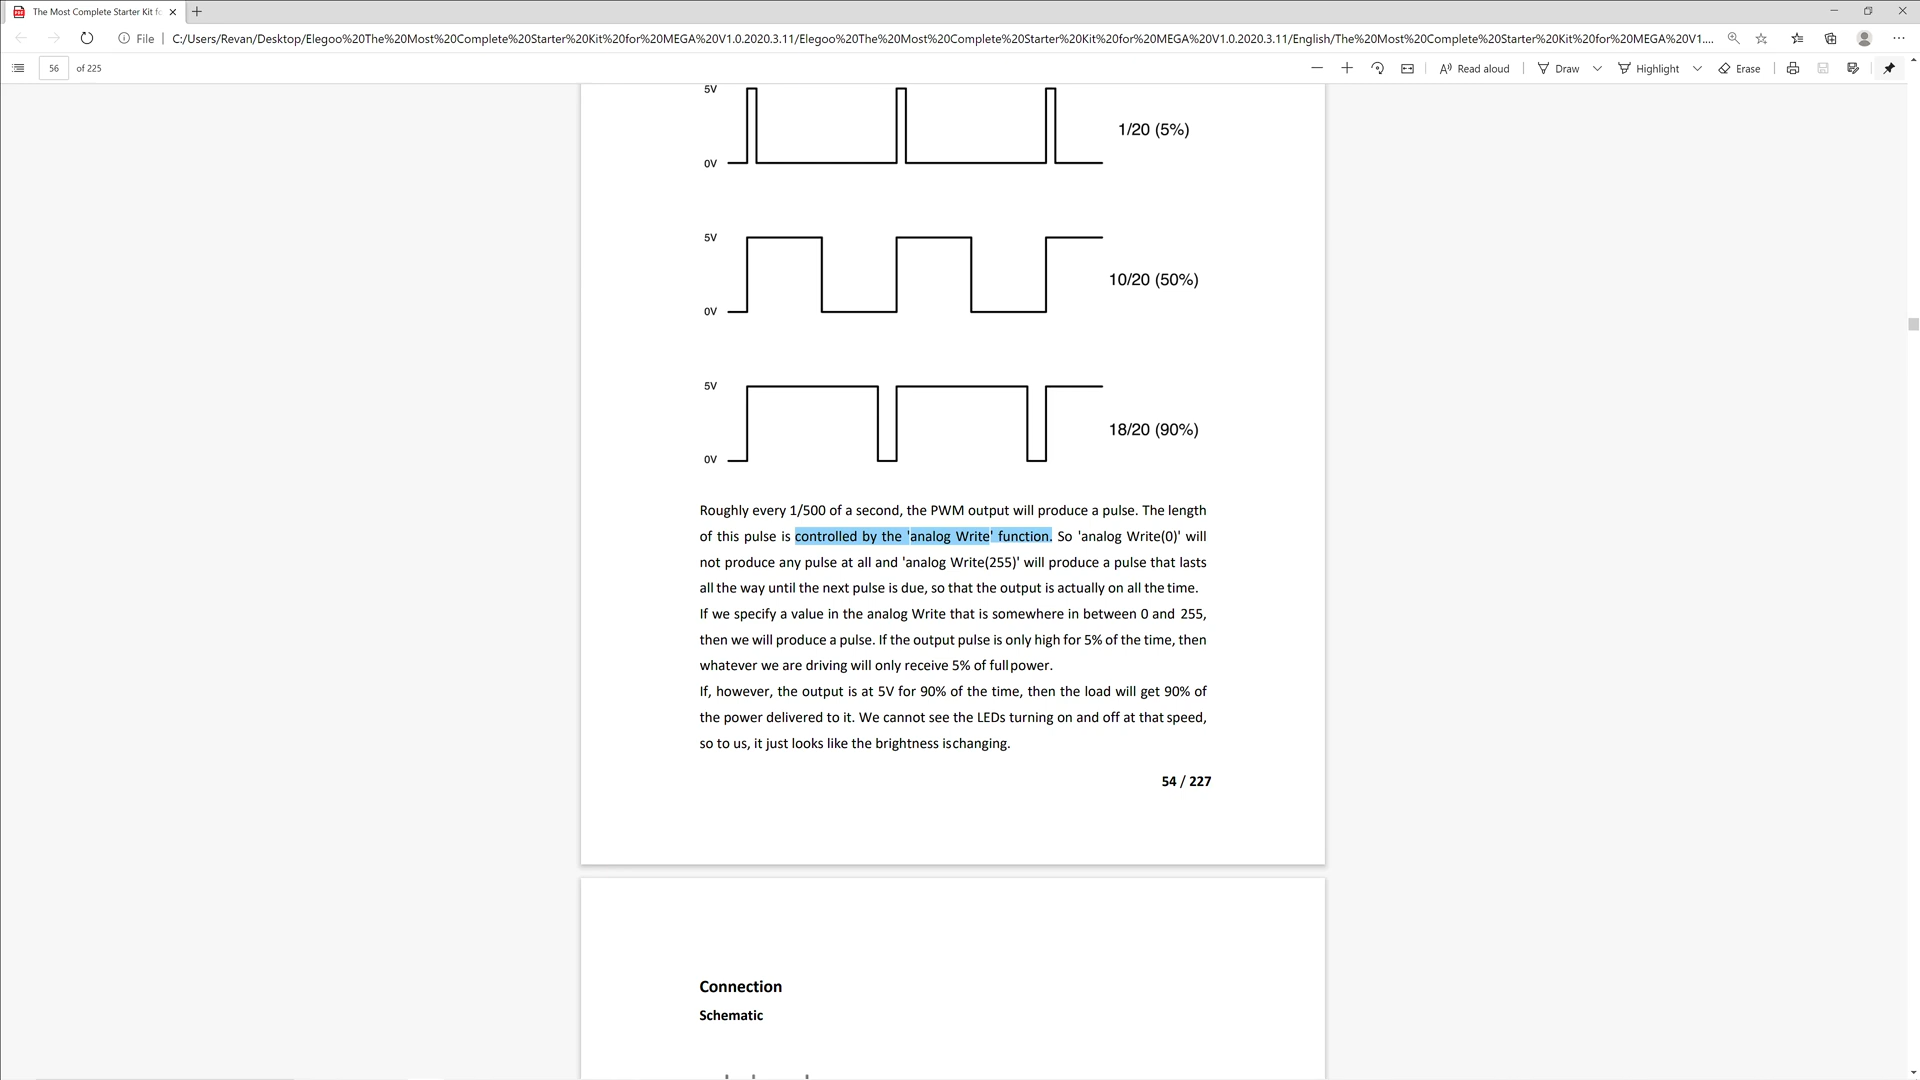 The Most Complete Starter Kit fo
File
C:/Users/Revan/Desktop/Elegoo%20The%20Most%20Complete%20Starter%20Kit%20for%20MEGA%20V1.0.2020.3.11/Elegoo%20The%20Most%20Complete%20Starter%20Kit%20for%20MEGA%20V1.0.2020.3.11/English/The%20Most%20Complete%20Starter%20Kit%20for%20MEGA%20V1....
56 of 225
Read aloud
Draw
Highlight
Erase
5V
1/20 (5%)
0V
5V
10/20 (50%)
0V
5V
18/20 (90%)
0V
Roughly every 1/500 of a second, the PWM output will produce a pulse. The length
of this pulse is controlled by the 'analog Write' function. So 'analog Write(0)' will
not produce any pulse at all and 'analog Write(255)' will produce a pulse that lasts
all the way until the next pulse is due, so that the output is actually on all the time.
If we specify a value in the analog Write that is somewhere in between 0 and 255,
then we will produce a pulse. If the output pulse is only high for 5% of the time, then
whatever we are driving will only receive 5% of full power.
If, however, the output is at 5V for 90% of the time, then the load will get 90% of
the power delivered to it. We cannot see the LEDs turning on and off at that speed,
so to us, it just looks like the brightness is changing.
54 / 227
Connection
Schematic